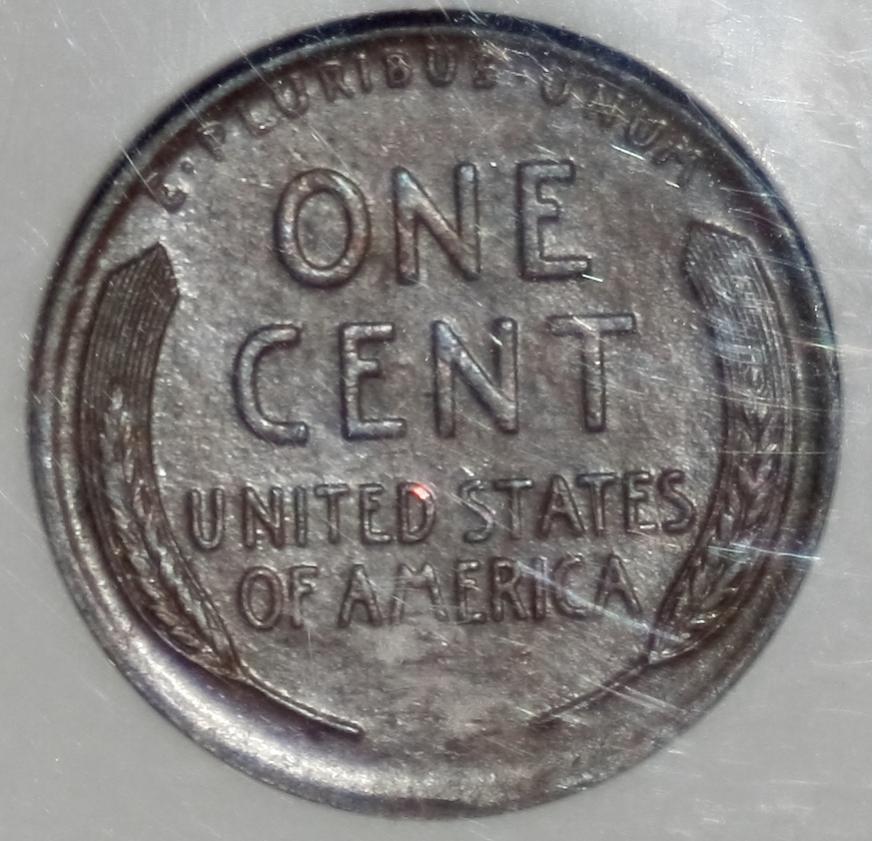 E · PLURIBUS · UNUM
ONE
CENT
UNITED STATES
OF AMERICA